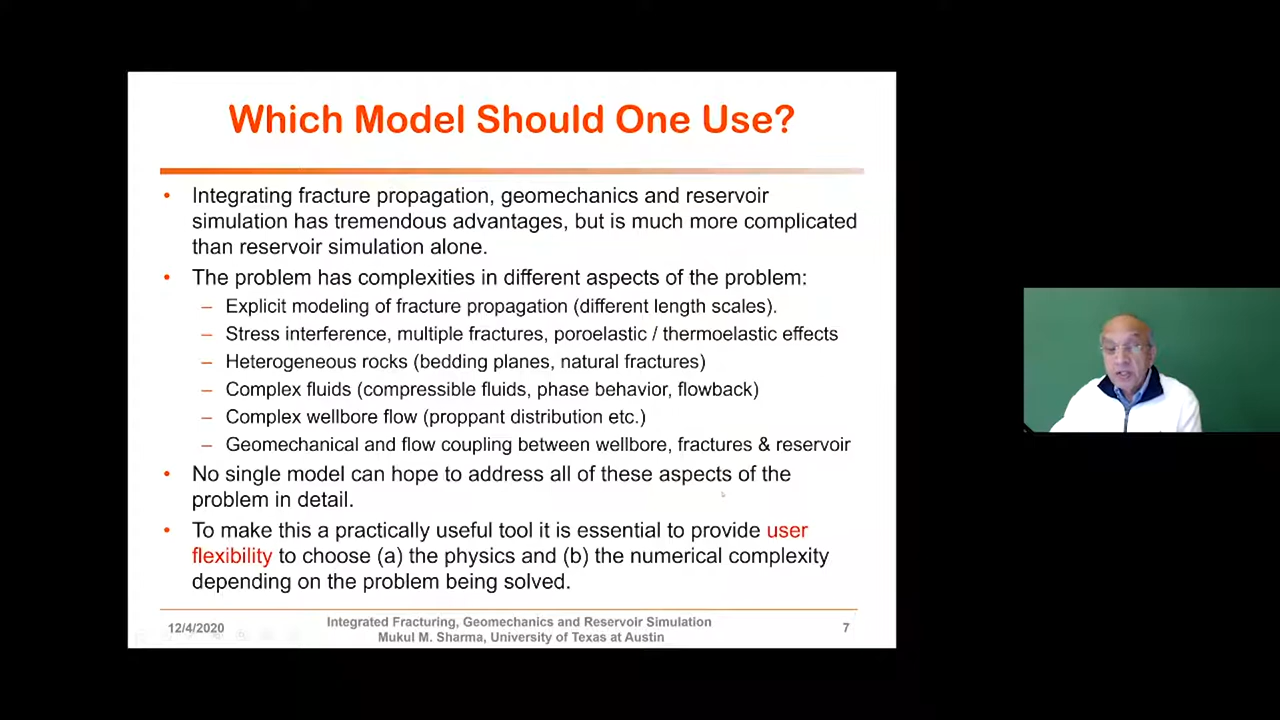 Which Model Should One Use?
• Integrating fracture propagation, geomechanics and reservoir
simulation has tremendous advantages, but is much more complicated
than reservoir simulation alone.
• The problem has complexities in different aspects of the problem:
– Explicit modeling of fracture propagation (different length scales).
– Stress interference, multiple fractures, poroelastic / thermoelastic effects
– Heterogeneous rocks (bedding planes, natural fractures)
– Complex fluids (compressible fluids, phase behavior, flowback)
– Complex wellbore flow (proppant distribution etc.)
– Geomechanical and flow coupling between wellbore, fractures & reservoir
• No single model can hope to address all of these aspects of the
problem in detail.
• To make this a practically useful tool it is essential to provide user
flexibility to choose (a) the physics and (b) the numerical complexity
depending on the problem being solved.
12/4/2020
Integrated Fracturing, Geomechanics and Reservoir Simulation
Mukul M. Sharma, University of Texas at Austin
7